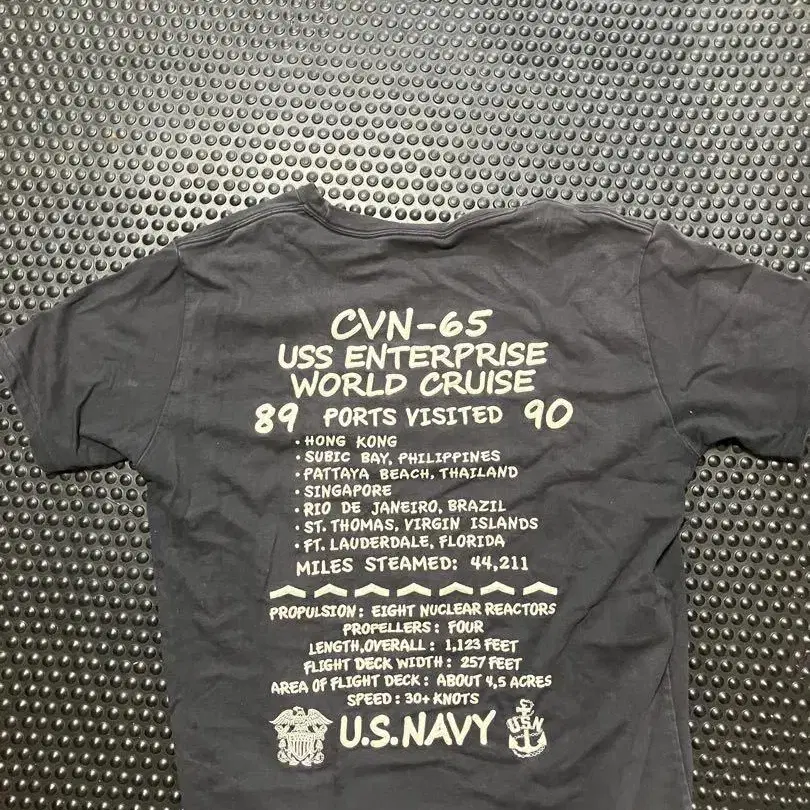 CVN-65
USS ENTERPRISE
WORLD CRUISE
89 PORTS VISITED 90
• HONG KONG
• SUBIC BAY, PHILIPPINES
• PATTAYA BEACH, THAILAND
• SINGAPORE
• RIO DE JANEIRO, BRAZIL
• ST. THOMAS, VIRGIN ISLANDS
• FT. LAUDERDALE, FLORIDA
MILES STEAMED: 44,211
PROPULSION: EIGHT NUCLEAR REACTORS
PROPELLERS: FOUR
LENGTH, OVERALL: 1,123 FEET
FLIGHT DECK WIDTH: 257 FEET
AREA OF FLIGHT DECK: ABOUT 4,5 ACRES
SPEED: 30+ KNOTS
U.S. NAVY
USN